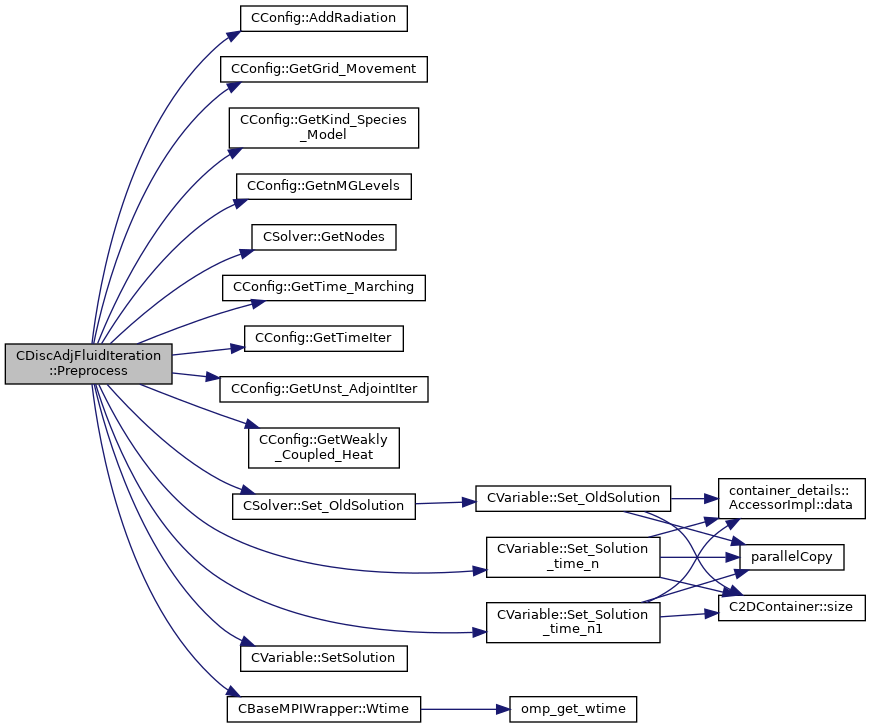 CConfig::AddRadiation
CConfig::GetGrid_Movement
CConfig::GetKind_Species
_Model
CConfig::GetnMGLevels
CSolver::GetNodes
CConfig::GetTime_Marching
CConfig::GetTimeIter
CDiscAdjFluidIteration
::Preprocess
CConfig::GetUnst_AdjointIter
CConfig::GetWeakly
_Coupled_Heat
CSolver::Set_OldSolution
CVariable::Set_OldSolution
container_details::
AccessorImpl::data
CVariable::Set_Solution
_time_n
parallelCopy
CVariable::Set_Solution
_time_n1
C2DContainer::size
CVariable::SetSolution
CBaseMPIWrapper::Wtime
omp_get_wtime